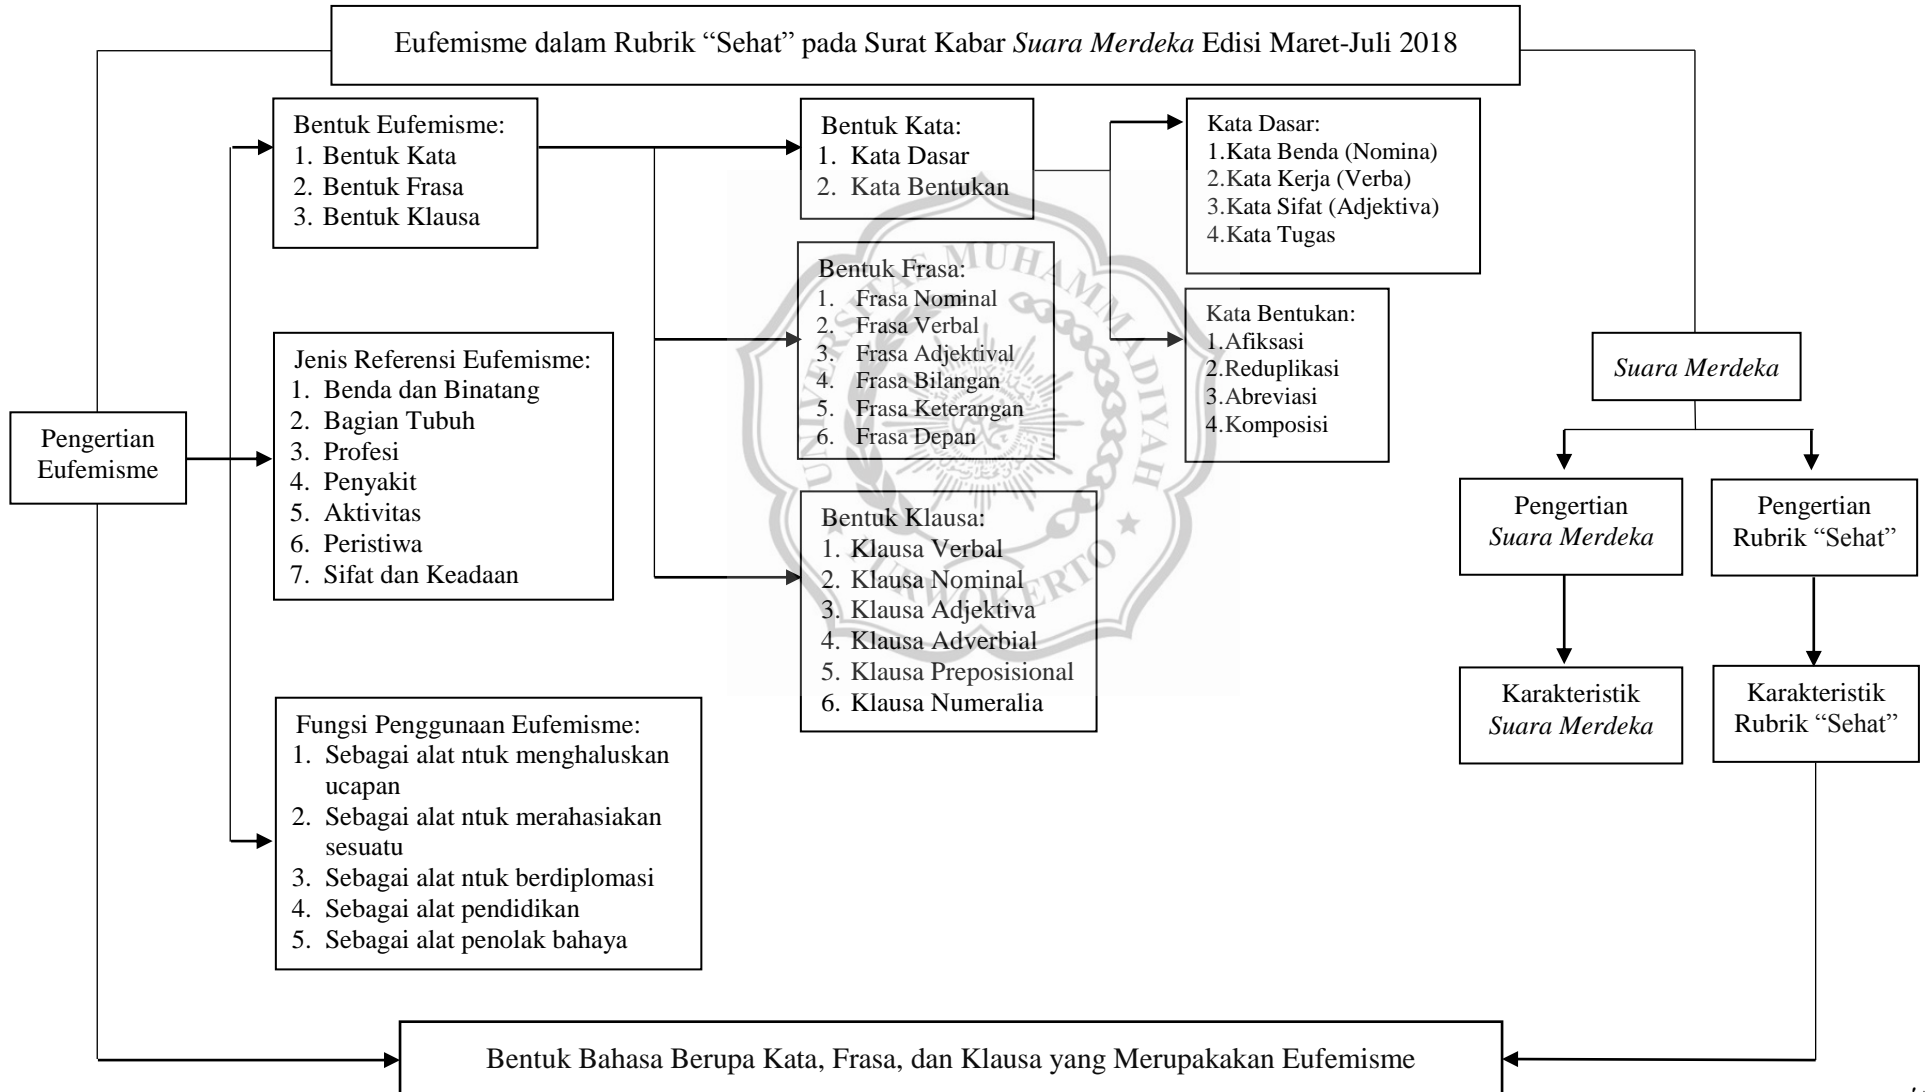 Eufemisme dalam Rubrik “Sehat” pada Surat Kabar Suara Merdeka Edisi Maret-Juli 2018
Pengertian
Eufemisme
Bentuk Eufemisme:
1. Bentuk Kata
2. Bentuk Frasa
3. Bentuk Klausa
Jenis Referensi Eufemisme:
1. Benda dan Binatang
2. Bagian Tubuh
3. Profesi
4. Penyakit
5. Aktivitas
6. Peristiwa
7. Sifat dan Keadaan
Fungsi Penggunaan Eufemisme:
1. Sebagai alat ntuk menghaluskan
ucapan
2. Sebagai alat ntuk merahasiakan
sesuatu
3. Sebagai alat ntuk berdiplomasi
4. Sebagai alat pendidikan
5. Sebagai alat penolak bahaya
Bentuk Kata:
1. Kata Dasar
2. Kata Bentukan
Bentuk Frasa:
1. Frasa Nominal
2. Frasa Verbal
3. Frasa Adjektival
4. Frasa Bilangan
5. Frasa Keterangan
6. Frasa Depan
Bentuk Klausa:
1. Klausa Verbal
2. Klausa Nominal
3. Klausa Adjektiva
4. Klausa Adverbial
5. Klausa Preposisional
6. Klausa Numeralia
Kata Dasar:
1.Kata Benda (Nomina)
2.Kata Kerja (Verba)
3.Kata Sifat (Adjektiva)
4.Kata Tugas
Kata Bentukan:
1.Afiksasi
2.Reduplikasi
3.Abreviasi
4.Komposisi
Suara Merdeka
Pengertian
Suara Merdeka
Pengertian
Rubrik “Sehat”
Karakteristik
Suara Merdeka
Karakteristik
Rubrik “Sehat”
Bentuk Bahasa Berupa Kata, Frasa, dan Klausa yang Merupakakan Eufemisme
UNIVERSITAS MUHAMMADIYAH
PURWOKERTO